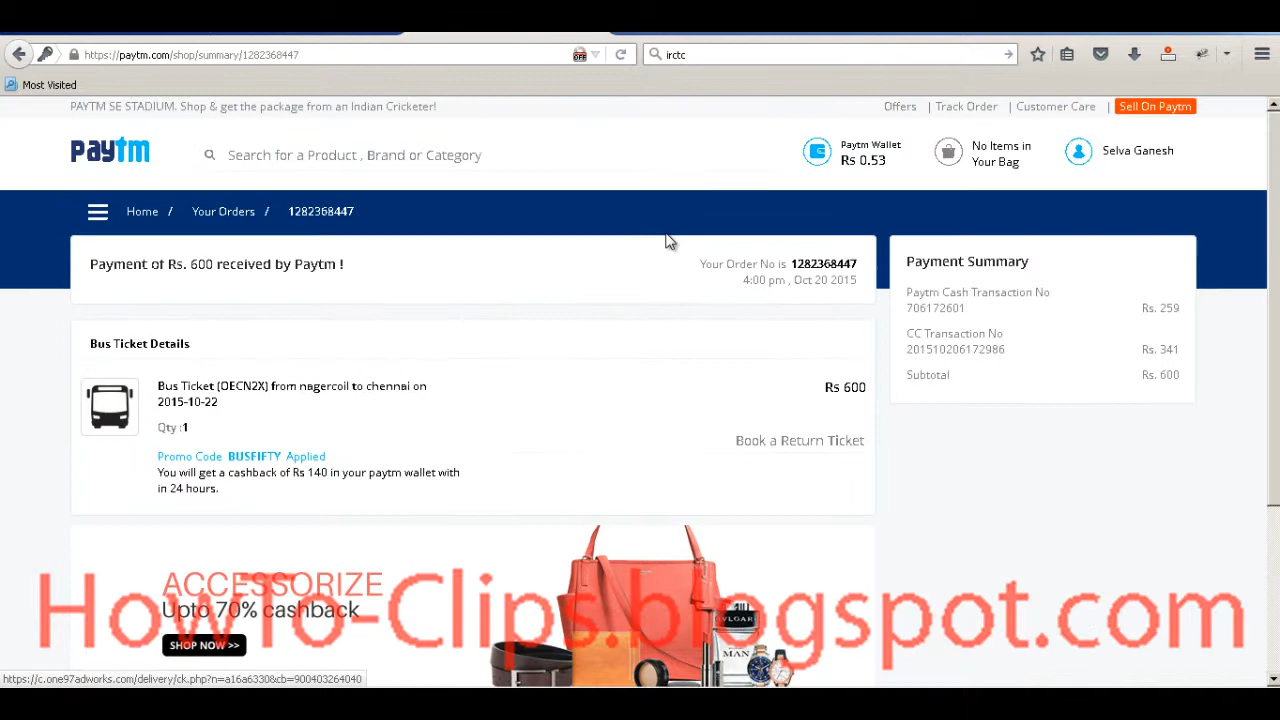 https://paytm.com/shop/summary/1282368447
OFF
irctc
Most Visited
PAYTM SE STADIUM. Shop & get the package from an Indian Cricketer!
Offers | Track Order | Customer Care | Sell On Paytm
paytm
Search for a Product , Brand or Category
Paytm Wallet
Rs 0.53
No Items in
Your Bag
Selva Ganesh
Home / Your Orders / 1282368447
Payment of Rs. 600 received by Paytm !
Your Order No is 1282368447
4:00 pm , Oct 20 2015
Payment Summary
Paytm Cash Transaction No
706172601 Rs. 259
CC Transaction No
201510206172986 Rs. 341
Subtotal Rs. 600
Bus Ticket Details
Bus Ticket (OECN2X) from nagercoil to chennai on
2015-10-22
Rs 600
Qty :1
Book a Return Ticket
Promo Code BUSFIFTY Applied
You will get a cashback of Rs 140 in your paytm wallet with
in 24 hours.
ACCESSORIZE
Upto 70% cashback
SHOP NOW >>
BVLGARI
MAN
HowTo-Clips.blogspot.com
https://c.one97adworks.com/delivery/ck.php?n=a16a6330&cb=900403264040